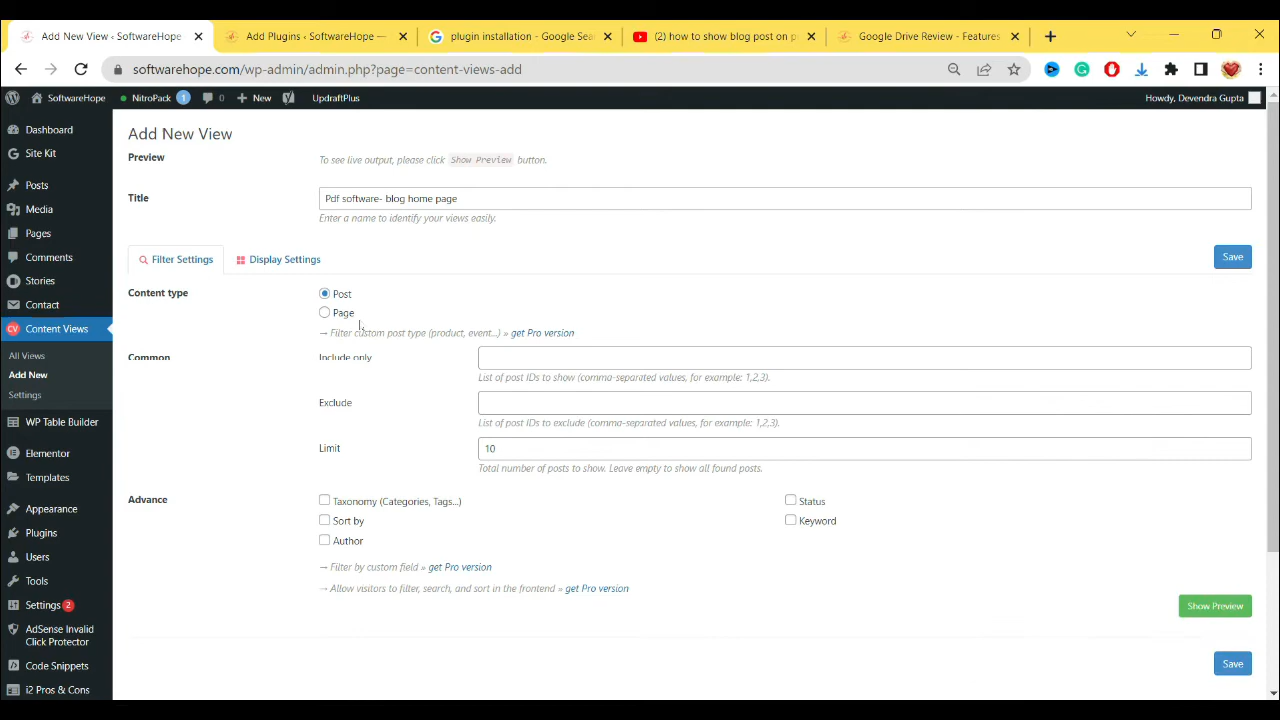 Add New View ‹ SoftwareHope
Add Plugins ‹ SoftwareHope —
plugin installation - Google Sea
(2) how to show blog post on p
Google Drive Review - Features
softwarehope.com/wp-admin/admin.php?page=content-views-add
SoftwareHope
NitroPack 1
0
New
UpdraftPlus
Howdy, Devendra Gupta
Dashboard
Site Kit
Posts
Media
Pages
Comments
Stories
Contact
CV Content Views
All Views
Add New
Settings
WP Table Builder
Elementor
Templates
Appearance
Plugins
Users
Tools
Settings 2
AdSense Invalid
Click Protector
Code Snippets
i2 Pros & Cons
Add New View
Preview
To see live output, please click Show Preview button.
Title
Pdf software- blog home page
Enter a name to identify your views easily.
Filter Settings
Display Settings
Save
Content type
Post
Page
→ Filter custom post type (product, event...) » get Pro version
Common
Include only
List of post IDs to show (comma-separated values, for example: 1,2,3).
Exclude
List of post IDs to exclude (comma-separated values, for example: 1,2,3).
Limit
10
Total number of posts to show. Leave empty to show all found posts.
Advance
Taxonomy (Categories, Tags...)
Status
Sort by
Keyword
Author
→ Filter by custom field » get Pro version
→ Allow visitors to filter, search, and sort in the frontend » get Pro version
Show Preview
Save